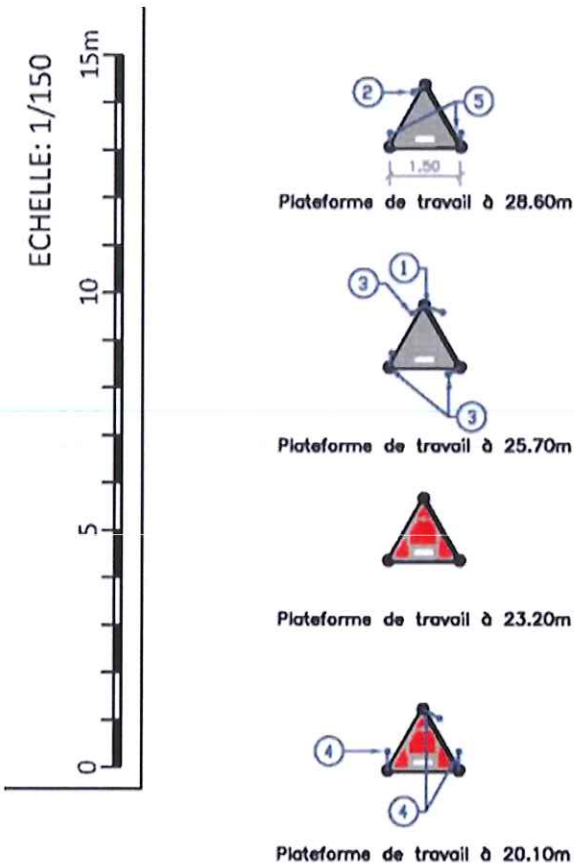 ECHELLE: 1/150
15m
10
5
0
2
5
1.50
Plateforme de travail à 28.60m
1
3
3
Plateforme de travail à 25.70m
Plateforme de travail à 23.20m
4
4
Plateforme de travail à 20.10m